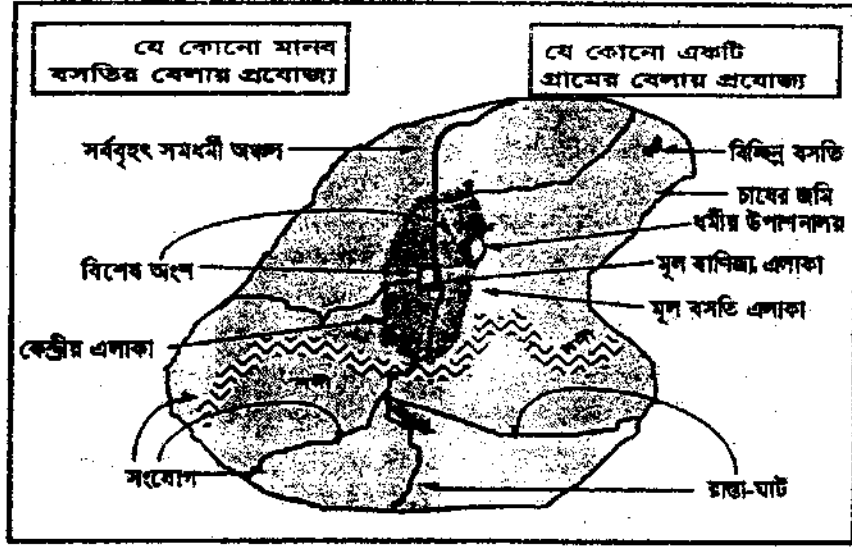 যে কোনো মানব
বসতির বেলায় প্রযোজ্য
যে কোনো একটি
গ্রামের বেলায় প্রযোজ্য
সর্ববৃহৎ সমধর্মী অঞ্চল
বিশেষ অংশ
কেন্দ্রীয় এলাকা
সংযোগ
বিচ্ছিন্ন বসতি
চাষের জমি
ধর্মীয় উপাশনালয়
মূল বাণিজ্য এলাকা
মূল বসতি এলাকা
রাস্তা-ঘাট